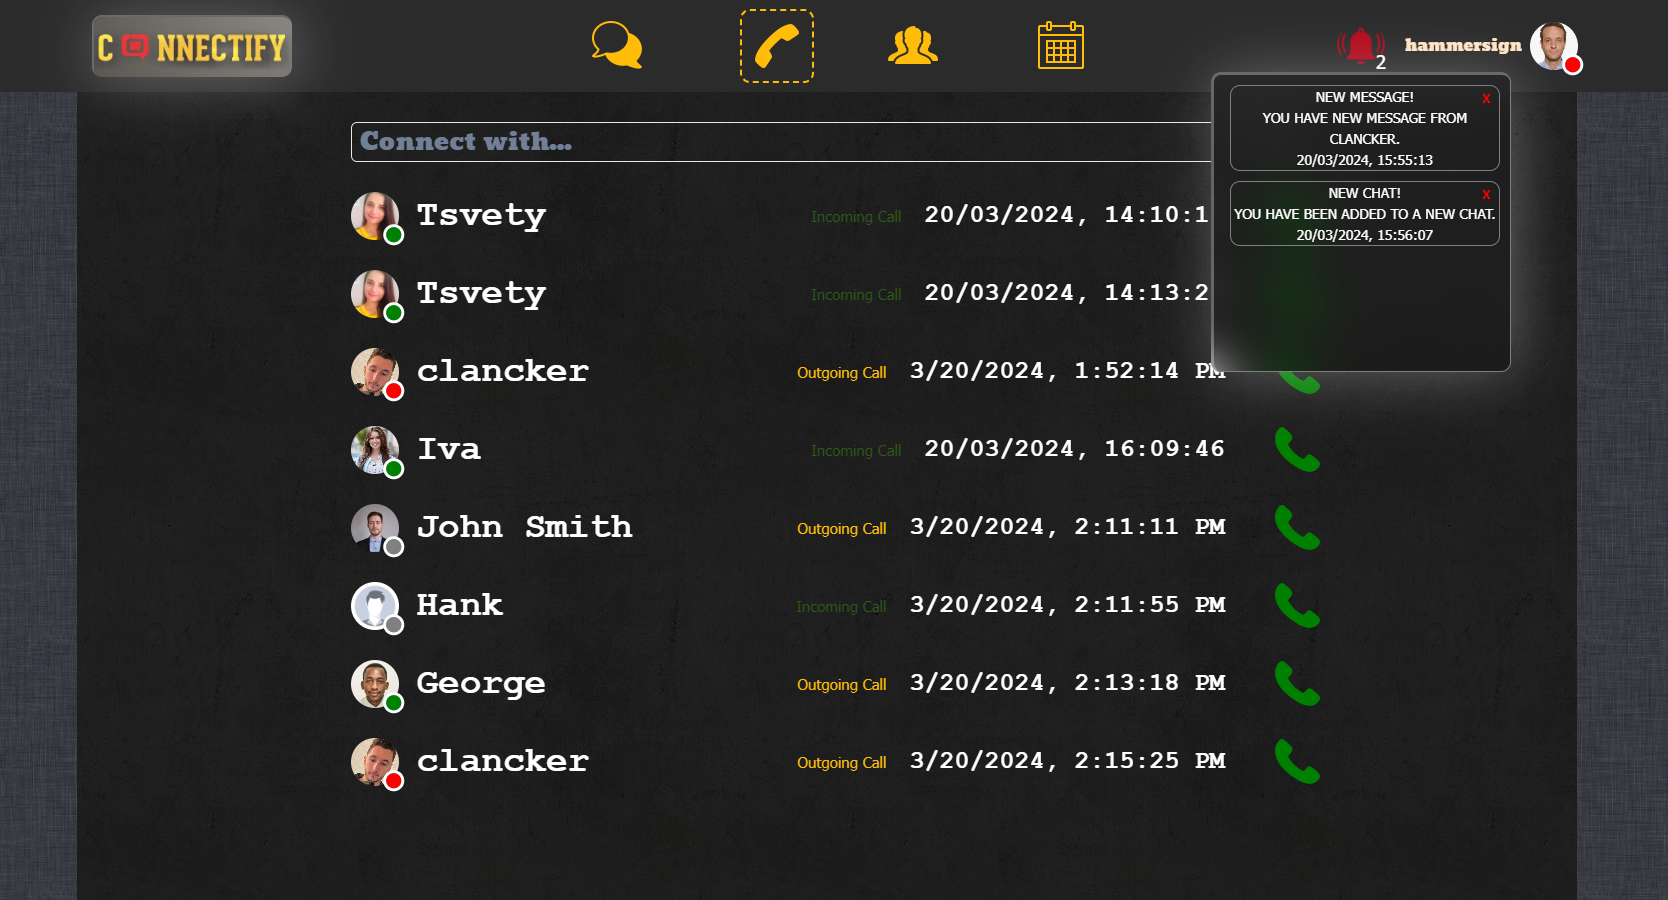 C NNECTIFY
2
hammersign
Connect with...
NEW MESSAGE!
X
YOU HAVE NEW MESSAGE FROM
CLANCKER.
20/03/2024, 15:55:13
NEW CHAT!
X
YOU HAVE BEEN ADDED TO A NEW CHAT.
20/03/2024, 15:56:07
Tsvety
Incoming Call
20/03/2024, 14:10:1
Tsvety
Incoming Call
20/03/2024, 14:13:2
clancker
Outgoing Call
3/20/2024, 1:52:14 PM
Iva
Incoming Call
20/03/2024, 16:09:46
John Smith
Outgoing Call
3/20/2024, 2:11:11 PM
Hank
Incoming Call
3/20/2024, 2:11:55 PM
George
Outgoing Call
3/20/2024, 2:13:18 PM
clancker
Outgoing Call
3/20/2024, 2:15:25 PM